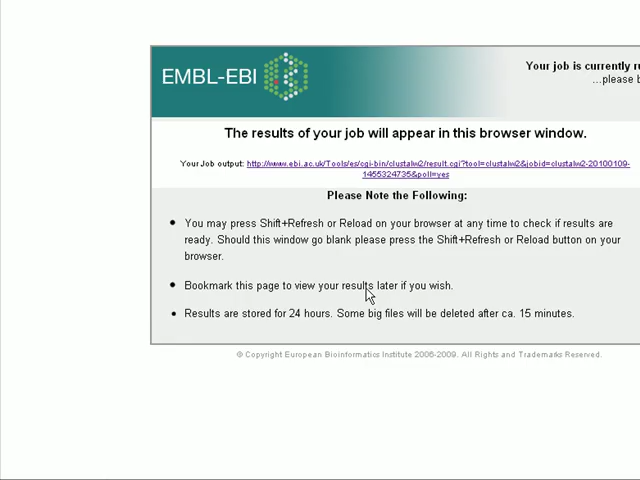 EMBL-EBI
Your job is currently
...please
The results of your job will appear in this browser window.
Your Job output: http://www.ebi.ac.uk/Tools/es/cgi-bin/clustalw2/result.cgi?tool=clustalw2&jobid=clustalw2-20100109-
1455324735&poll=yes
Please Note the Following:
You may press Shift+Refresh or Reload on your browser at any time to check if results are
ready. Should this window go blank please press the Shift+Refresh or Reload button on your
browser.
Bookmark this page to view your results later if you wish.
Results are stored for 24 hours. Some big files will be deleted after ca. 15 minutes.
© Copyright European Bioinformatics Institute 2006-2009. All Rights and Trademarks Reserved.